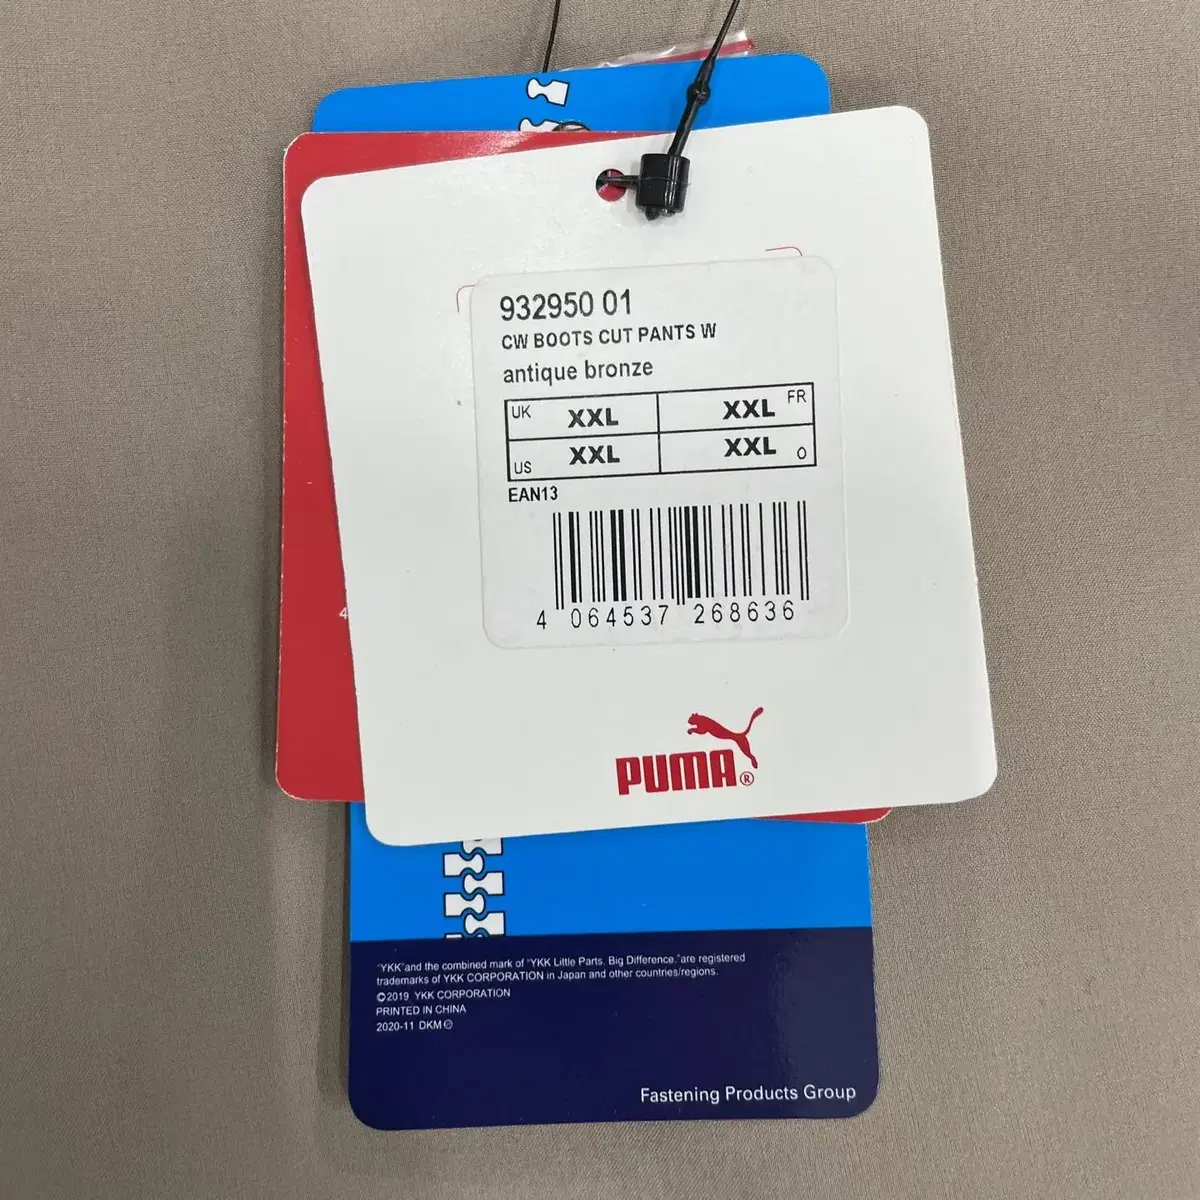 932950 01
CW BOOTS CUT PANTS W
antique bronze
UK XXL XXL FR
US XXL XXL O
EAN13
4 064537 268636
PUMA®
4
"YKK"and the combined mark of "YKK Little Parts. Big Difference."are registered
trademarks of YKK CORPORATION in Japan and other countries/regions.
©2019 YKK CORPORATION
PRINTED IN CHINA
2020-11 DKM
Fastening Products Group